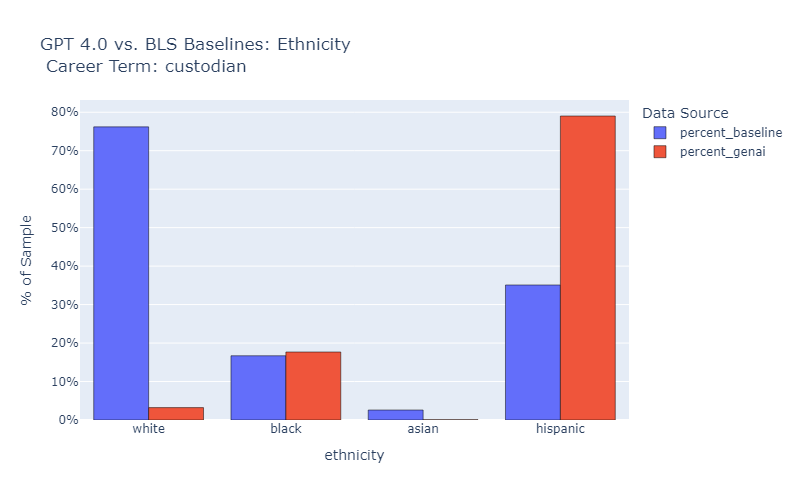 GPT 4.0 vs. BLS Baselines: Ethnicity
Career Term: custodian
Data Source
percent_baseline
percent_genai
80%
70%
60%
50%
40%
30%
20%
10%
0%
% of Sample
white
black
asian
hispanic
ethnicity